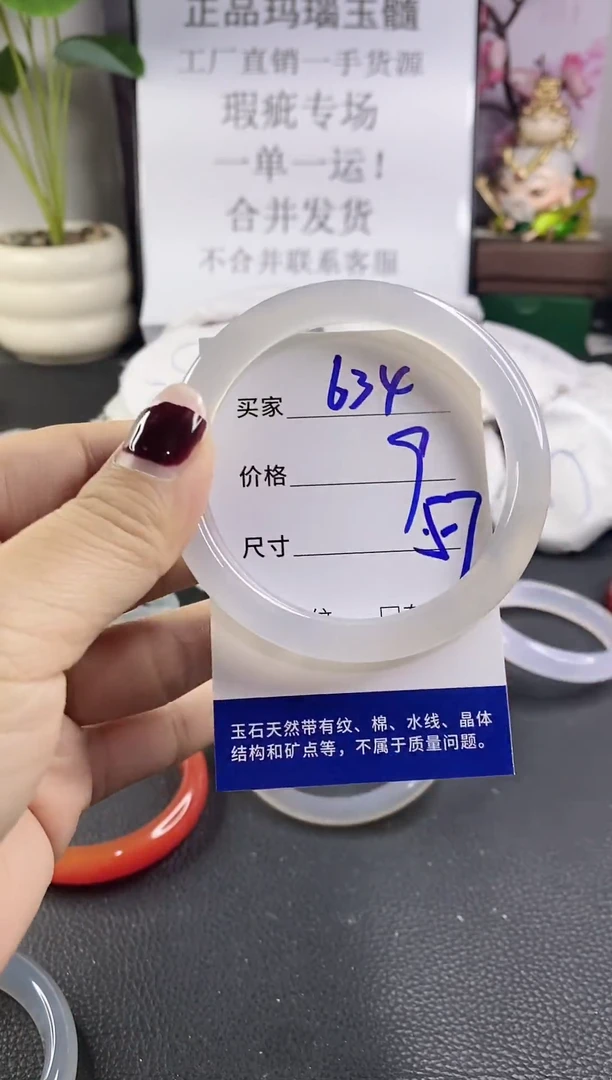 正品玛瑙玉髓
工厂直销一手货源
瑕疵专场
一单一运!
合并发货
不合并联系客服
买家 634
价格
尺寸
玉石天然带有纹、棉、水线、晶体
结构和矿点等，不属于质量问题。